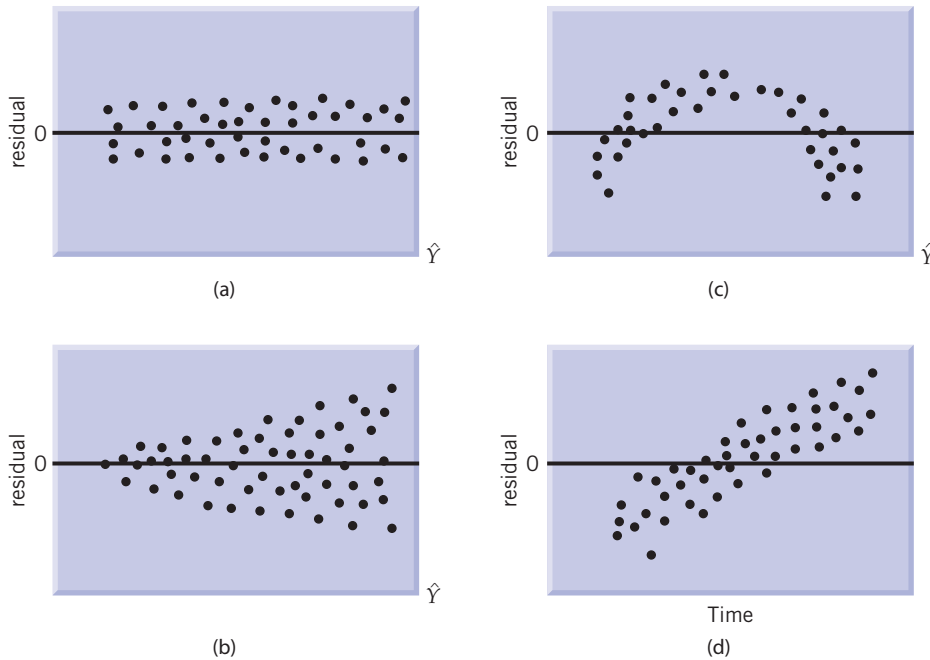 residual
0
Ŷ
(a)
residual
0
Ŷ
(c)
residual
0
Ŷ
(b)
residual
0
Time
(d)